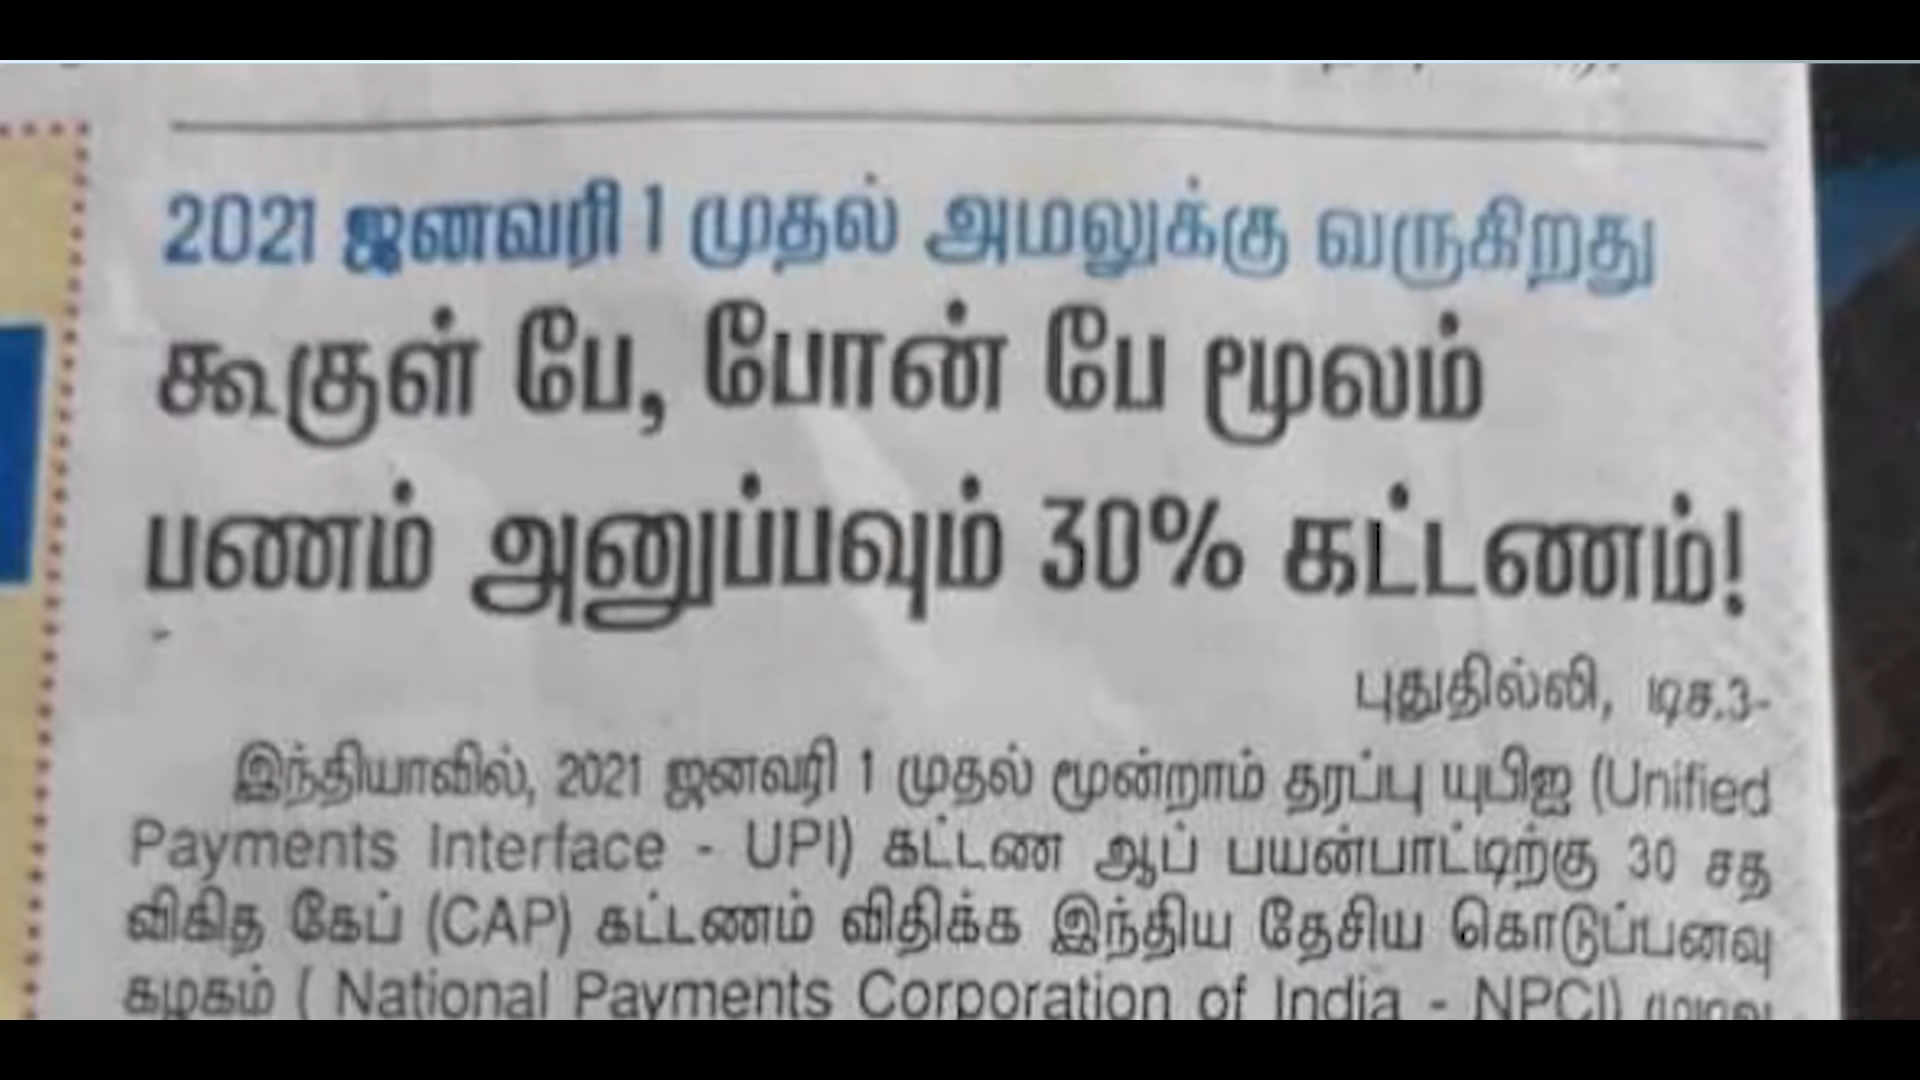 2021 ஜனவரி 1 முதல் அமலுக்கு வருகிறது
கூகுள் பே, போன் பே மூலம்
பணம் அனுப்பவும் 30% கட்டணம்!
புதுதில்லி, டிச.3-
இந்தியாவில், 2021 ஜனவரி 1 முதல் மூன்றாம் தரப்பு யுபிஐ (Unified
Payments Interface - UPI) கட்டண ஆப் பயன்பாட்டிற்கு 30 சத
விகித கேப் (CAP) கட்டணம் விதிக்க இந்திய தேசிய கொடுப்பனவு
கழகம் ( National Payments Corporation of India - NPCI) முடிவு